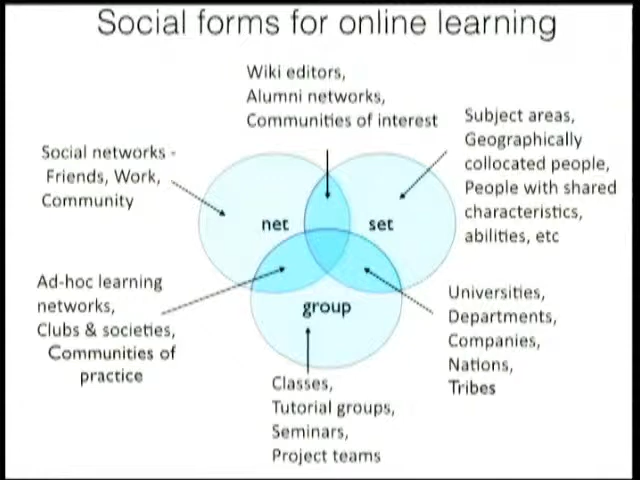 Social forms for online learning
Wiki editors,
Alumni networks,
Communities of interest
Subject areas,
Geographically
collocated people,
People with shared
characteristics,
abilities, etc
Social networks -
Friends, Work,
Community
net
set
group
Ad-hoc learning
networks,
Clubs & societies,
Communities of
practice
Universities,
Departments,
Companies,
Nations,
Tribes
Classes,
Tutorial groups,
Seminars,
Project teams